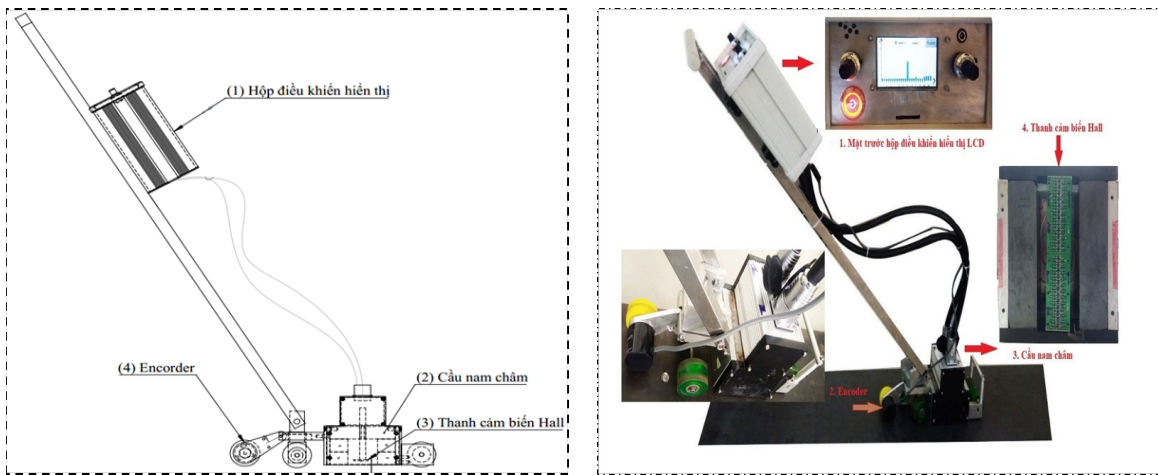 (1) Hộp điều khiển hiển thị
(4) Encorder
(2) Cầu nam châm
(3) Thanh cảm biến Hall
1. Mặt trước hộp điều khiển hiển thị LCD
4. Thanh cảm biến Hall
3. Cầu nam châm
2. Encoder